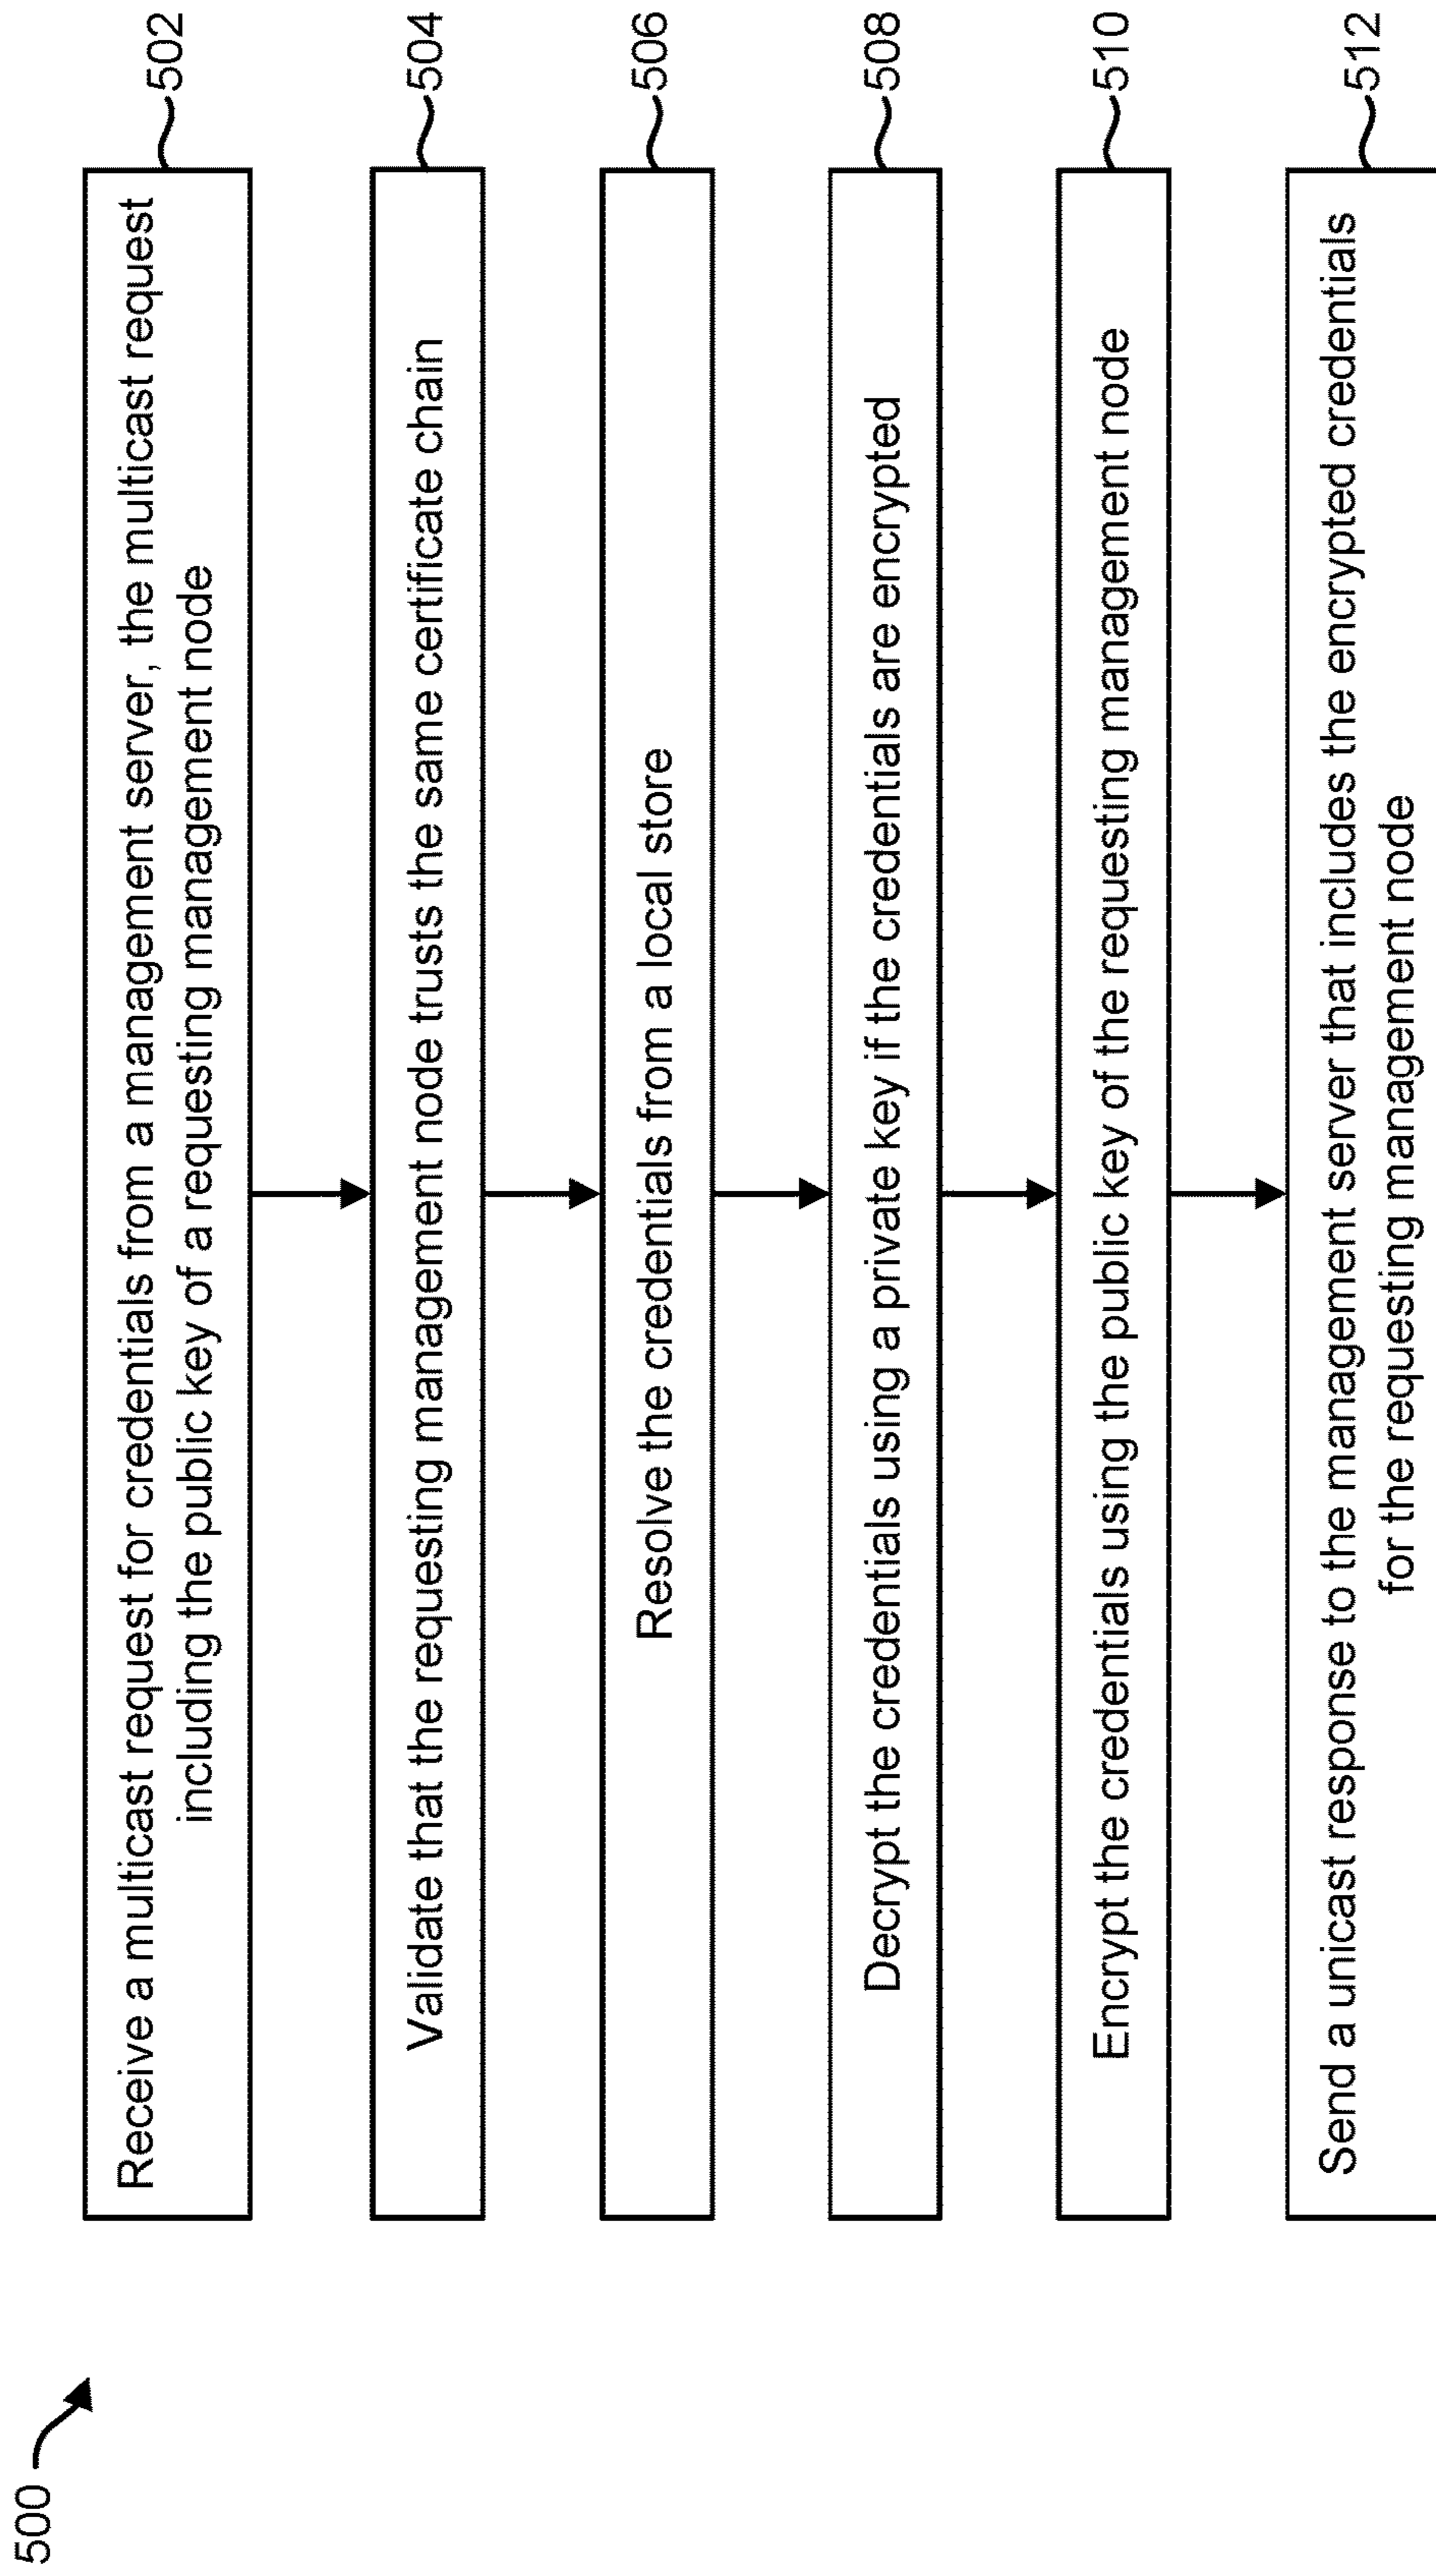 500
Receive a multicast request for credentials from a management server, the multicast request
including the public key of a requesting management node
502
Validate that the requesting management node trusts the same certificate chain
504
Resolve the credentials from a local store
506
Decrypt the credentials using a private key if the credentials are encrypted
508
Encrypt the credentials using the public key of the requesting management node
510
Send a unicast response to the management server that includes the encrypted credentials
for the requesting management node
512